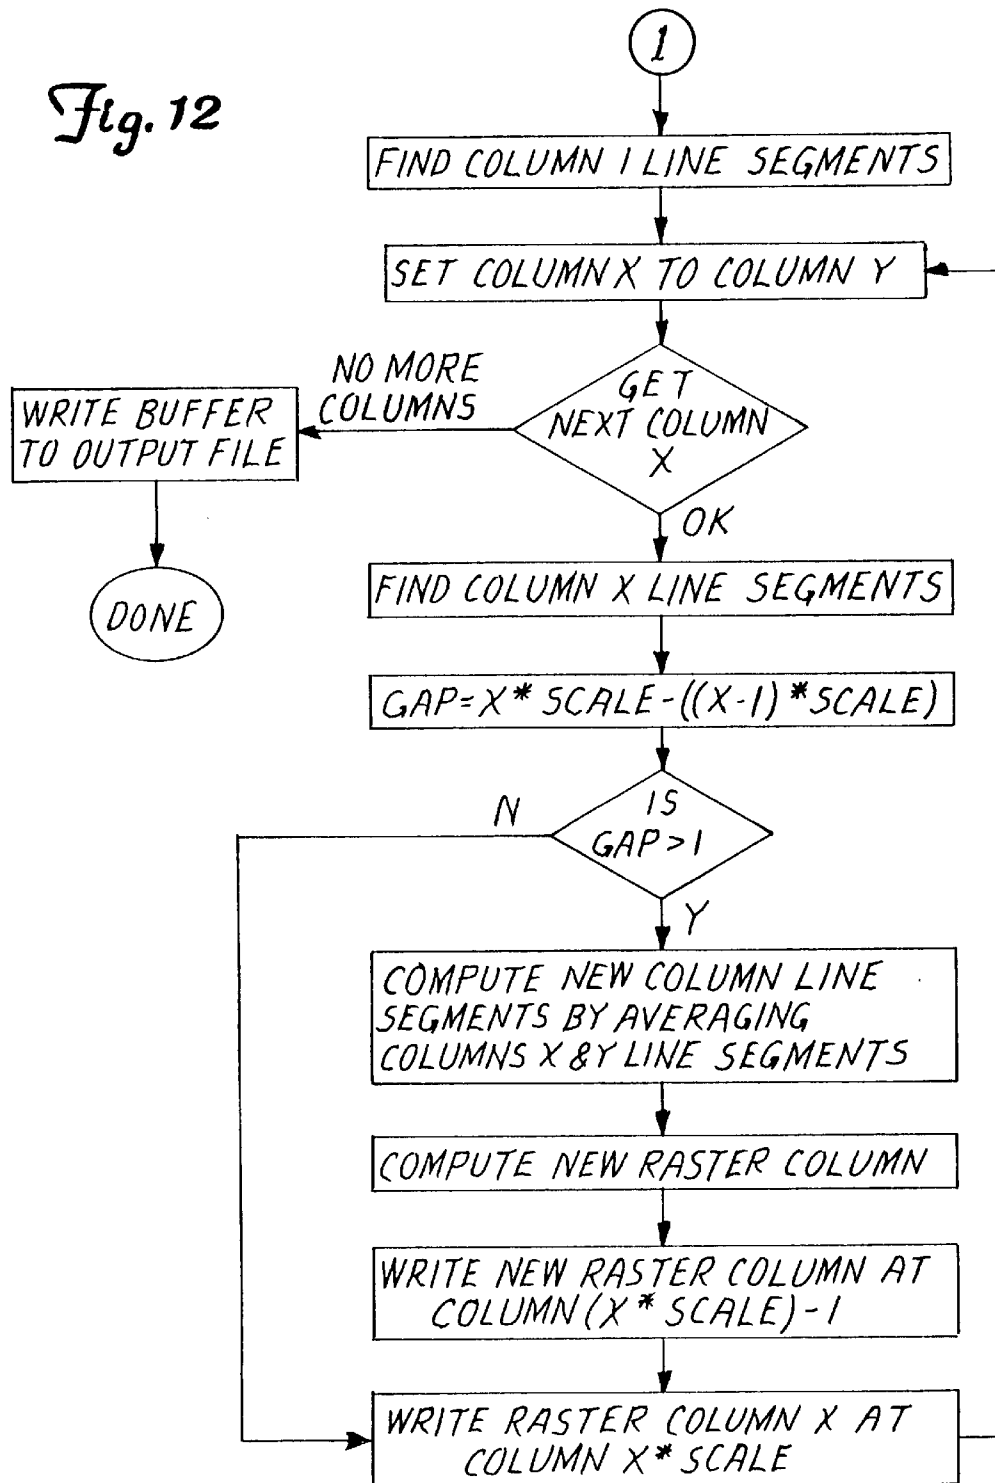 Fig. 12
1
FIND COLUMN 1 LINE SEGMENTS
SET COLUMN X TO COLUMN Y
GET
NEXT COLUMN
X
NO MORE
COLUMNS
WRITE BUFFER
TO OUTPUT FILE
DONE
OK
FIND COLUMN X LINE SEGMENTS
GAP=X* SCALE-((X-1)*SCALE)
IS
GAP>1
N
Y
COMPUTE NEW COLUMN LINE
SEGMENTS BY AVERAGING
COLUMNS X & Y LINE SEGMENTS
COMPUTE NEW RASTER COLUMN
WRITE NEW RASTER COLUMN AT
COLUMN (X* SCALE)-1
WRITE RASTER COLUMN X AT
COLUMN X* SCALE